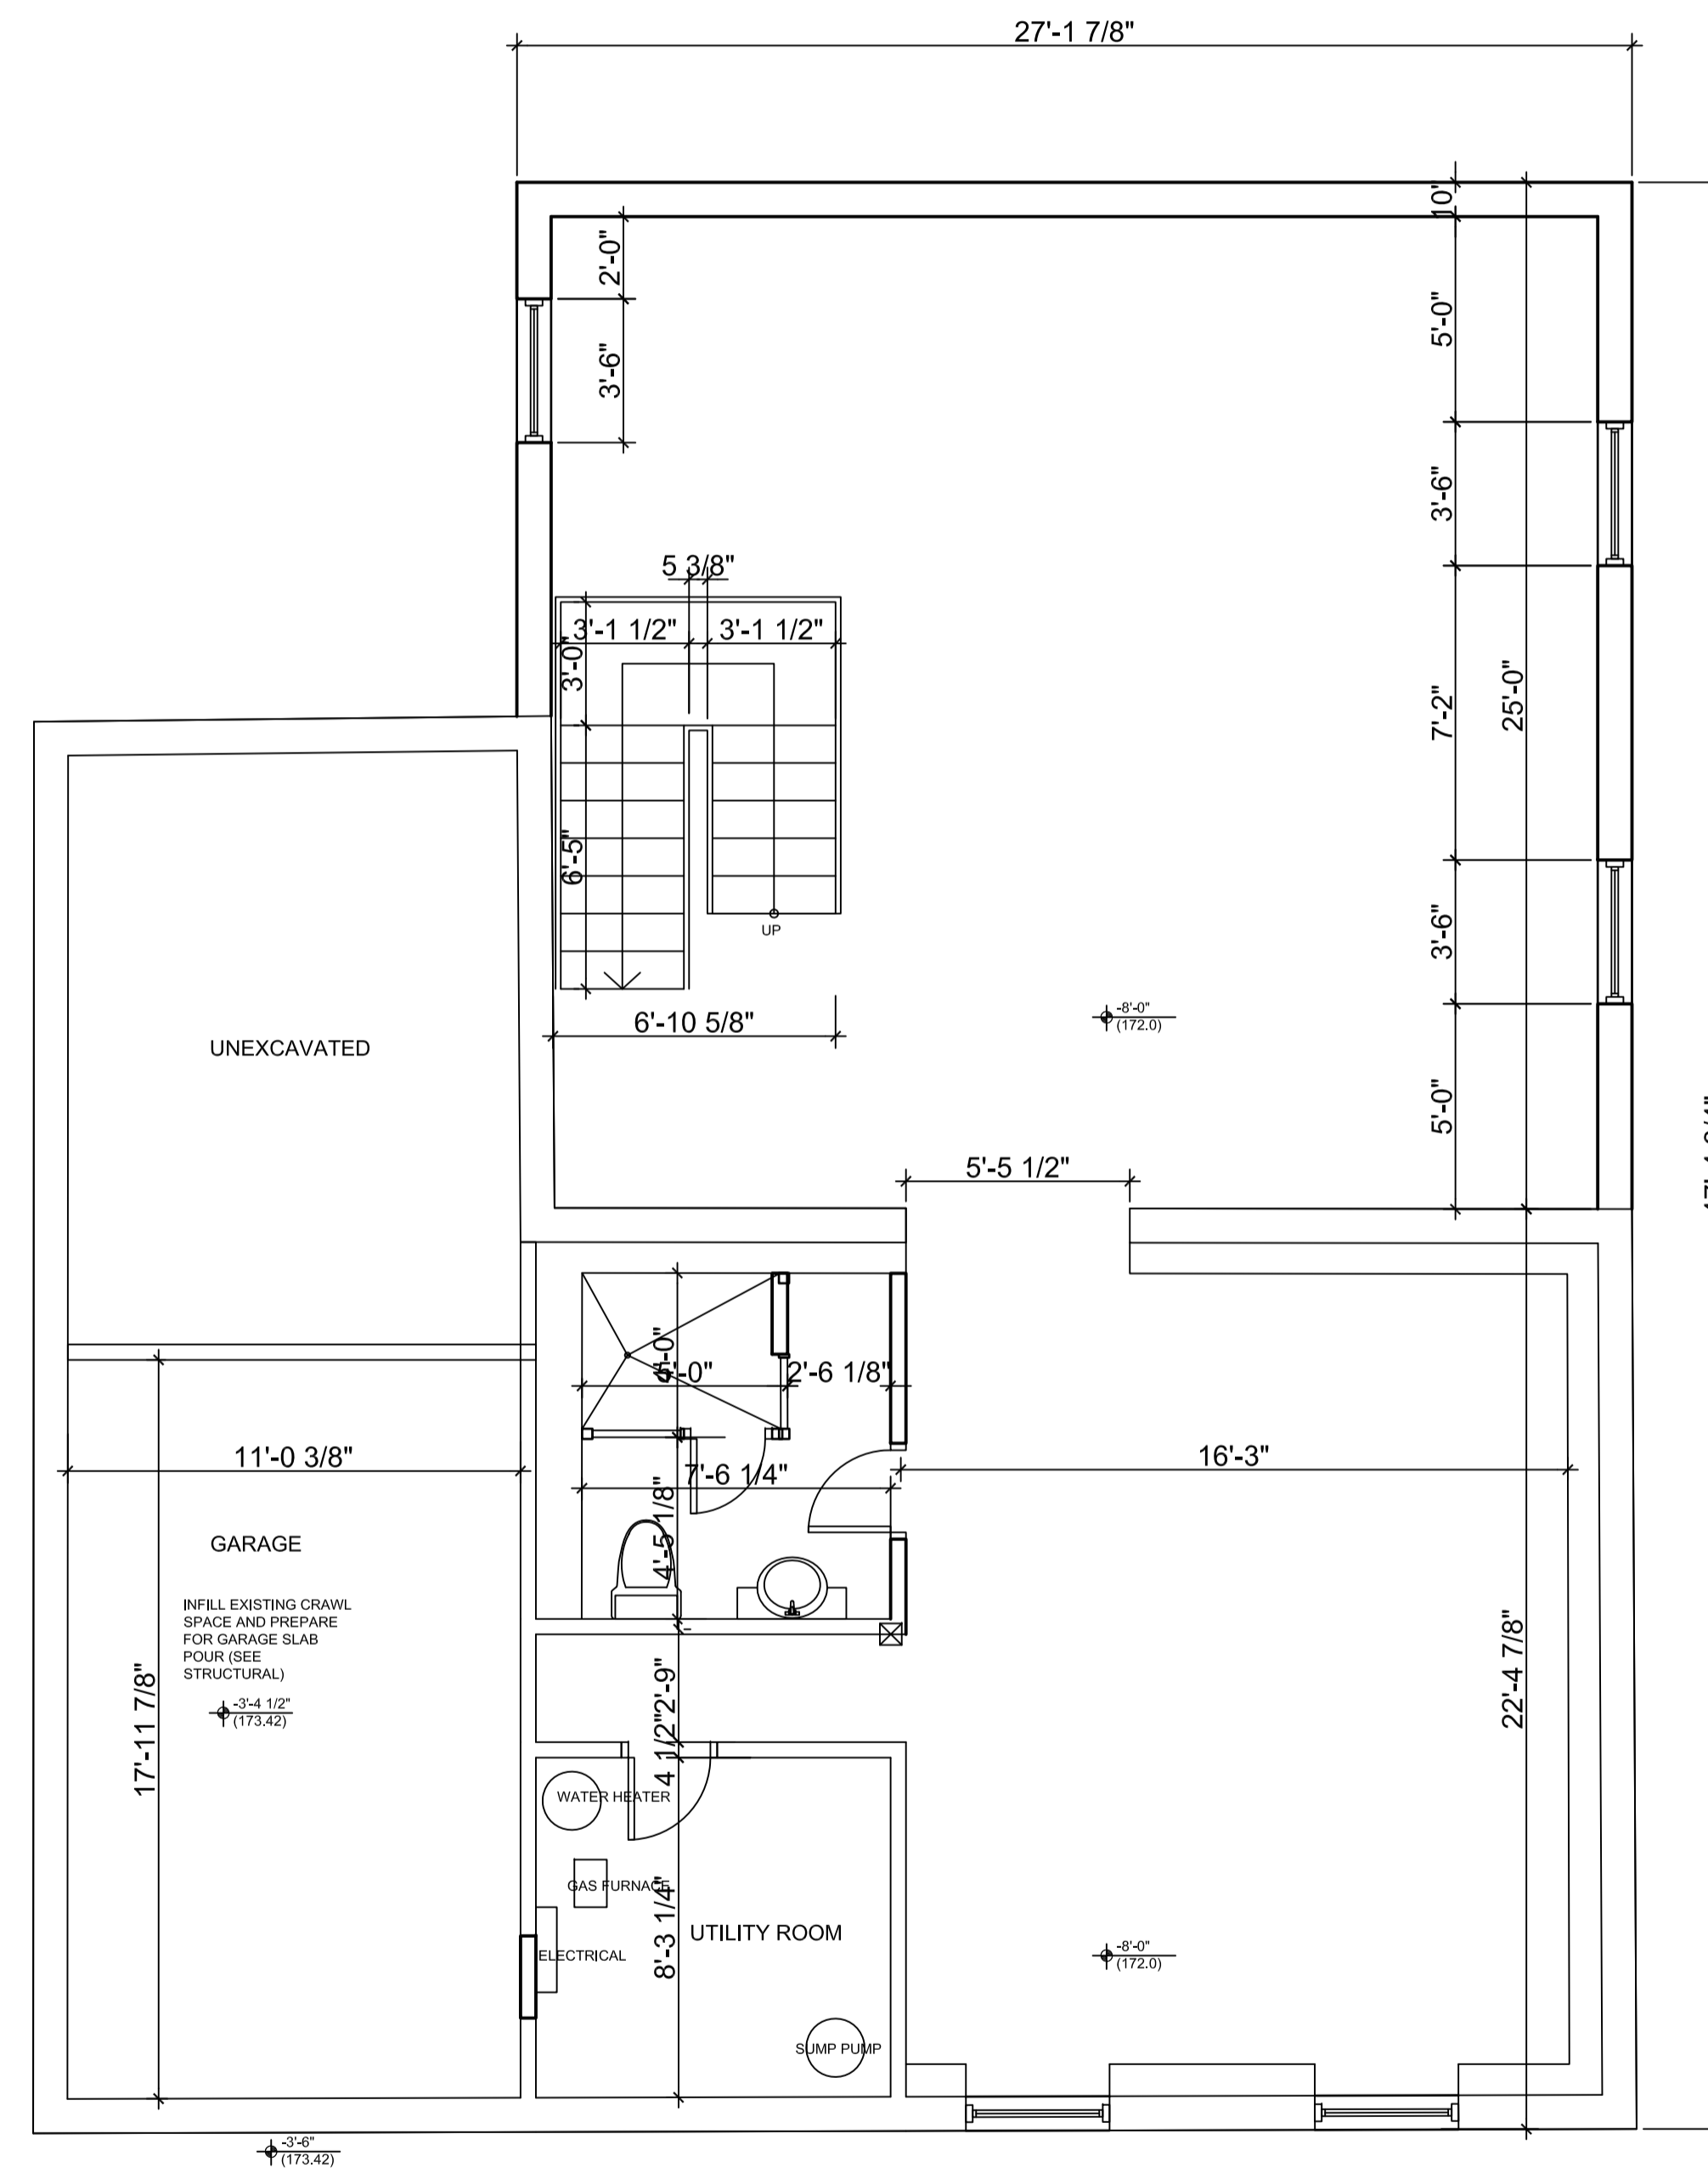 27'-1 7/8"
10"
2'-0"
5'-0"
3'-6"
3'-6"
5 3/8"
3'-1 1/2"
3'-1 1/2"
3'-0"
7'-2"
25'-0"
6'-5"
UP
3'-6"
-8'-0"
(172.0)
6'-10 5/8"
UNEXCAVATED
5'-0"
5'-5 1/2"
4'-0"
5'-0"
2'-6 1/8"
11'-0 3/8"
16'-3"
7'-6 1/4"
4'-5 1/8"
GARAGE
INFILL EXISTING CRAWL
SPACE AND PREPARE
FOR GARAGE SLAB
POUR (SEE
STRUCTURAL)
-3'-4 1/2"
(173.42)
17'-11 7/8"
2'-9"
4 1/2"
22'-4 7/8"
WATER HEATER
GAS FURNACE
8'-3 1/4"
UTILITY ROOM
ELECTRICAL
-8'-0"
(172.0)
SUMP PUMP
-3'-6"
(173.42)